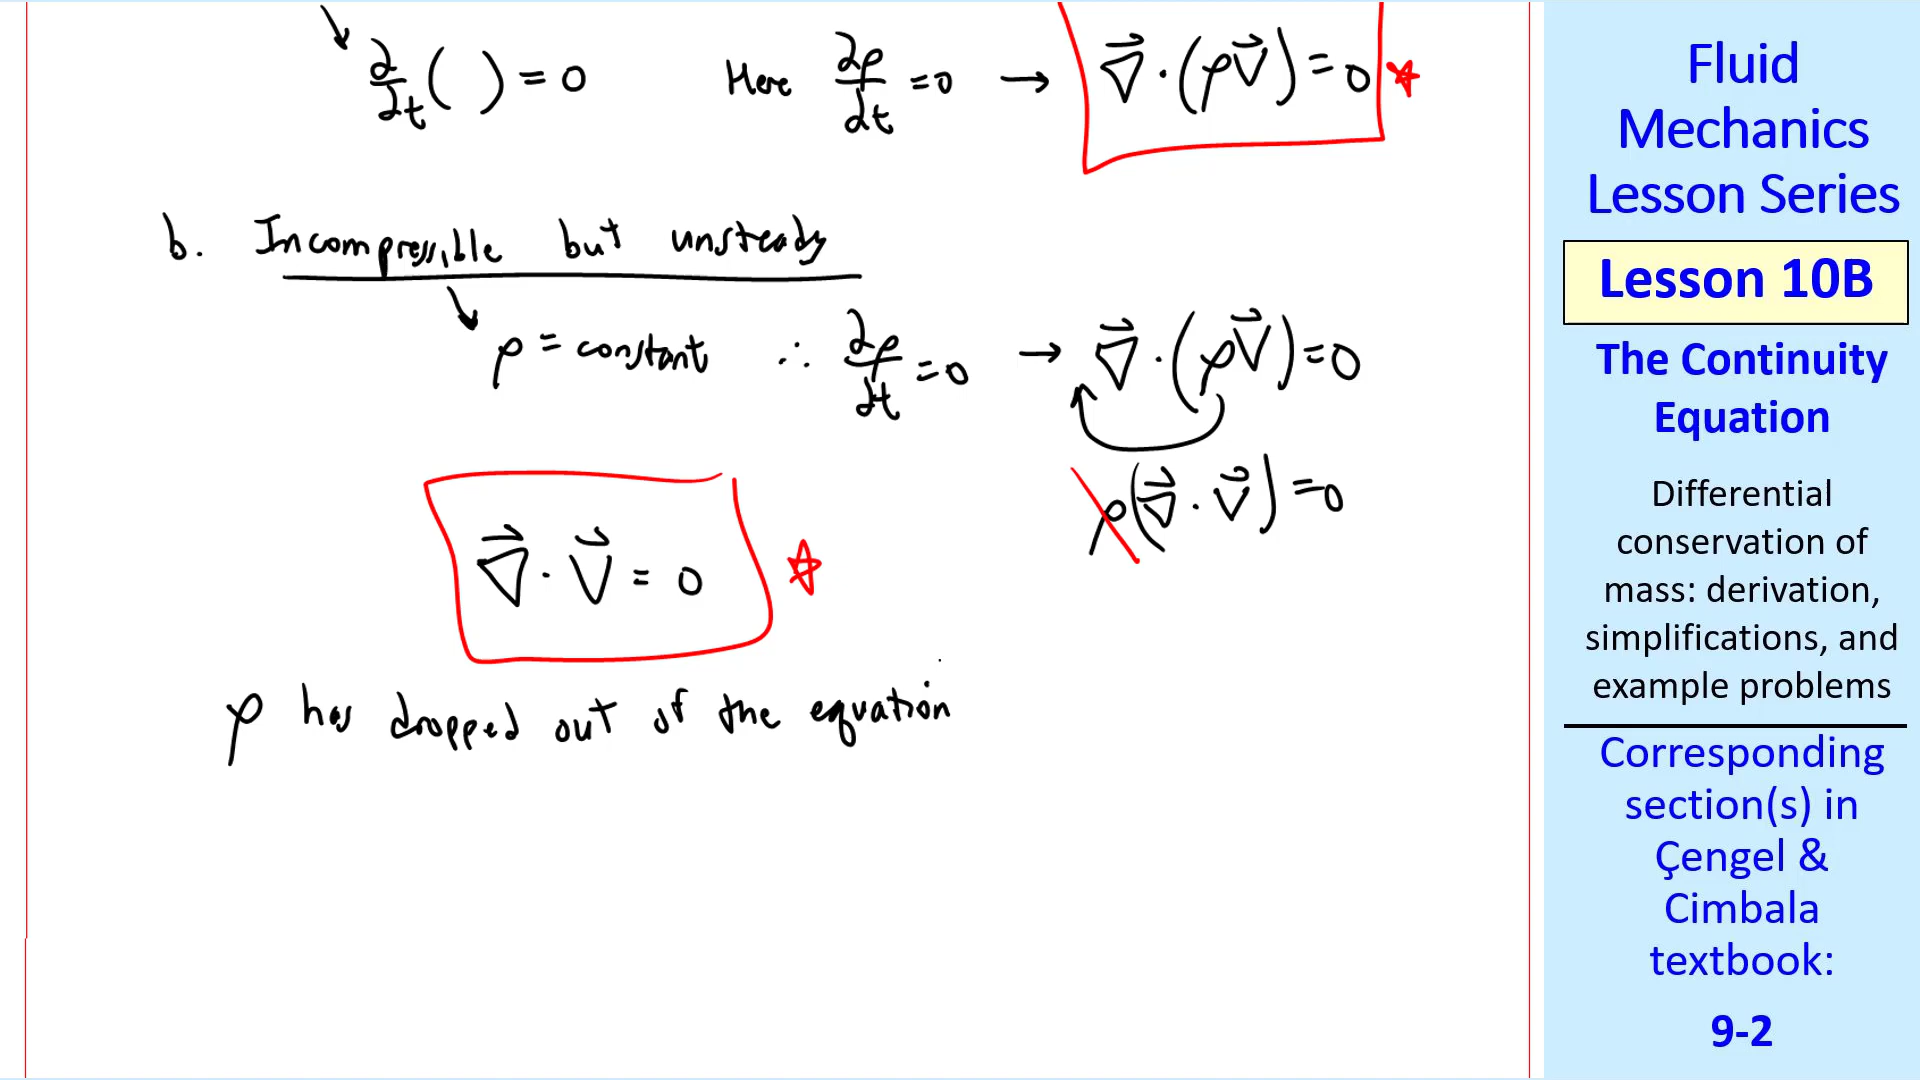 ∂/∂t ( ) = 0 Here ∂ρ/∂t = 0 → ∇⃗ · (ρV⃗) = 0
b. Incompressible but unsteady
ρ = constant ∴ ∂ρ/∂t = 0 → ∇⃗ · (ρV⃗) = 0
ρ(∇⃗ · V⃗) = 0
∇⃗ · V⃗ = 0
ρ has dropped out of the equation
Fluid
Mechanics
Lesson Series
Lesson 10B
The Continuity
Equation
Differential
conservation of
mass: derivation,
simplifications, and
example problems
Corresponding
section(s) in
Çengel &
Cimbala
textbook:
9-2